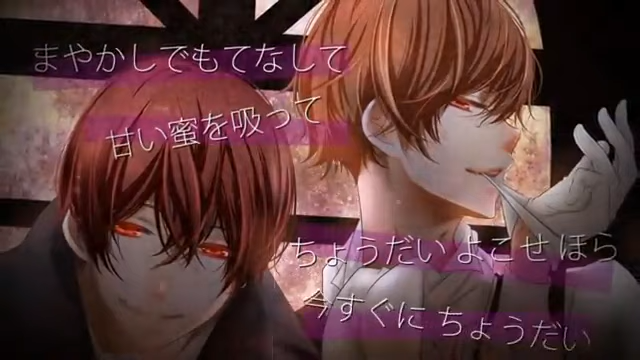 まやかしでもてなして
甘い蜜を吸って
ちょうだい よこせ ほら
今すぐに ちょうだい